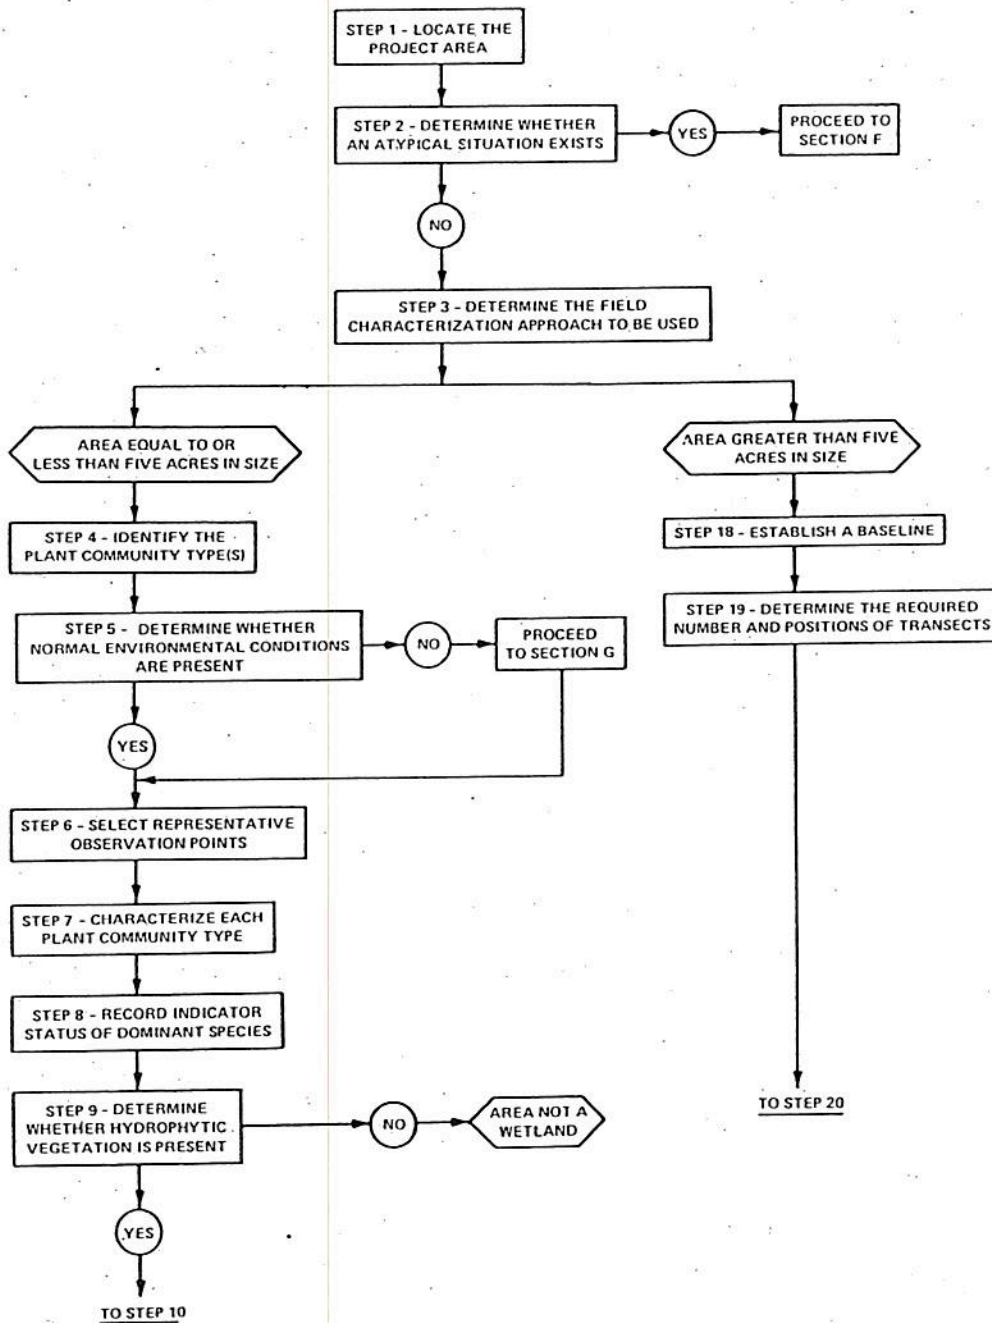 STEP 1 - LOCATE THE
PROJECT AREA
STEP 2 - DETERMINE WHETHER
AN ATYPICAL SITUATION EXISTS
YES
PROCEED TO
SECTION F
NO
STEP 3 - DETERMINE THE FIELD
CHARACTERIZATION APPROACH TO BE USED
AREA EQUAL TO OR
LESS THAN FIVE ACRES IN SIZE
AREA GREATER THAN FIVE
ACRES IN SIZE
STEP 4 - IDENTIFY THE
PLANT COMMUNITY TYPE(S)
STEP 18 - ESTABLISH A BASELINE
STEP 5 - DETERMINE WHETHER
NORMAL ENVIRONMENTAL CONDITIONS
ARE PRESENT
NO
PROCEED
TO SECTION G
STEP 19 - DETERMINE THE REQUIRED
NUMBER AND POSITIONS OF TRANSECTS
YES
STEP 6 - SELECT REPRESENTATIVE
OBSERVATION POINTS
STEP 7 - CHARACTERIZE EACH
PLANT COMMUNITY TYPE
STEP 8 - RECORD INDICATOR
STATUS OF DOMINANT SPECIES
STEP 9 - DETERMINE
WHETHER HYDROPHYTIC
VEGETATION IS PRESENT
NO
AREA NOT A
WETLAND
TO STEP 20
YES
TO STEP 10